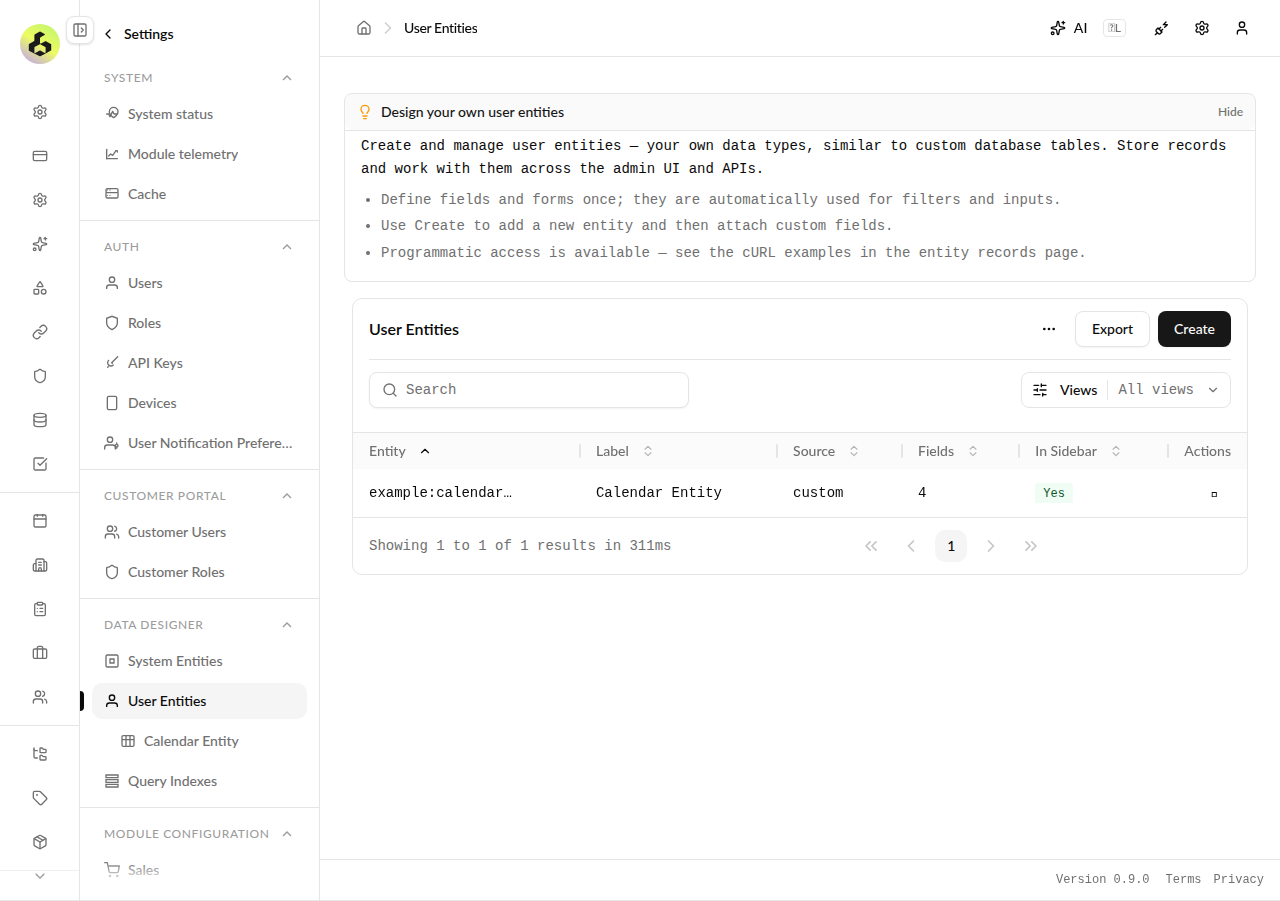 Settings
User Entities
AI
L
SYSTEM
System status
Module telemetry
Cache
AUTH
Users
Roles
API Keys
Devices
User Notification Prefere…
CUSTOMER PORTAL
Customer Users
Customer Roles
DATA DESIGNER
System Entities
User Entities
Calendar Entity
Query Indexes
MODULE CONFIGURATION
Sales
Design your own user entities
Hide
Create and manage user entities — your own data types, similar to custom database tables. Store records
and work with them across the admin UI and APIs.
• Define fields and forms once; they are automatically used for filters and inputs.
• Use Create to add a new entity and then attach custom fields.
• Programmatic access is available — see the cURL examples in the entity records page.
User Entities
Export
Create
Search
Views All views
Entity Label Source Fields In Sidebar Actions
example:calendar… Calendar Entity custom 4 Yes
Showing 1 to 1 of 1 results in 311ms
1
Version 0.9.0 Terms Privacy